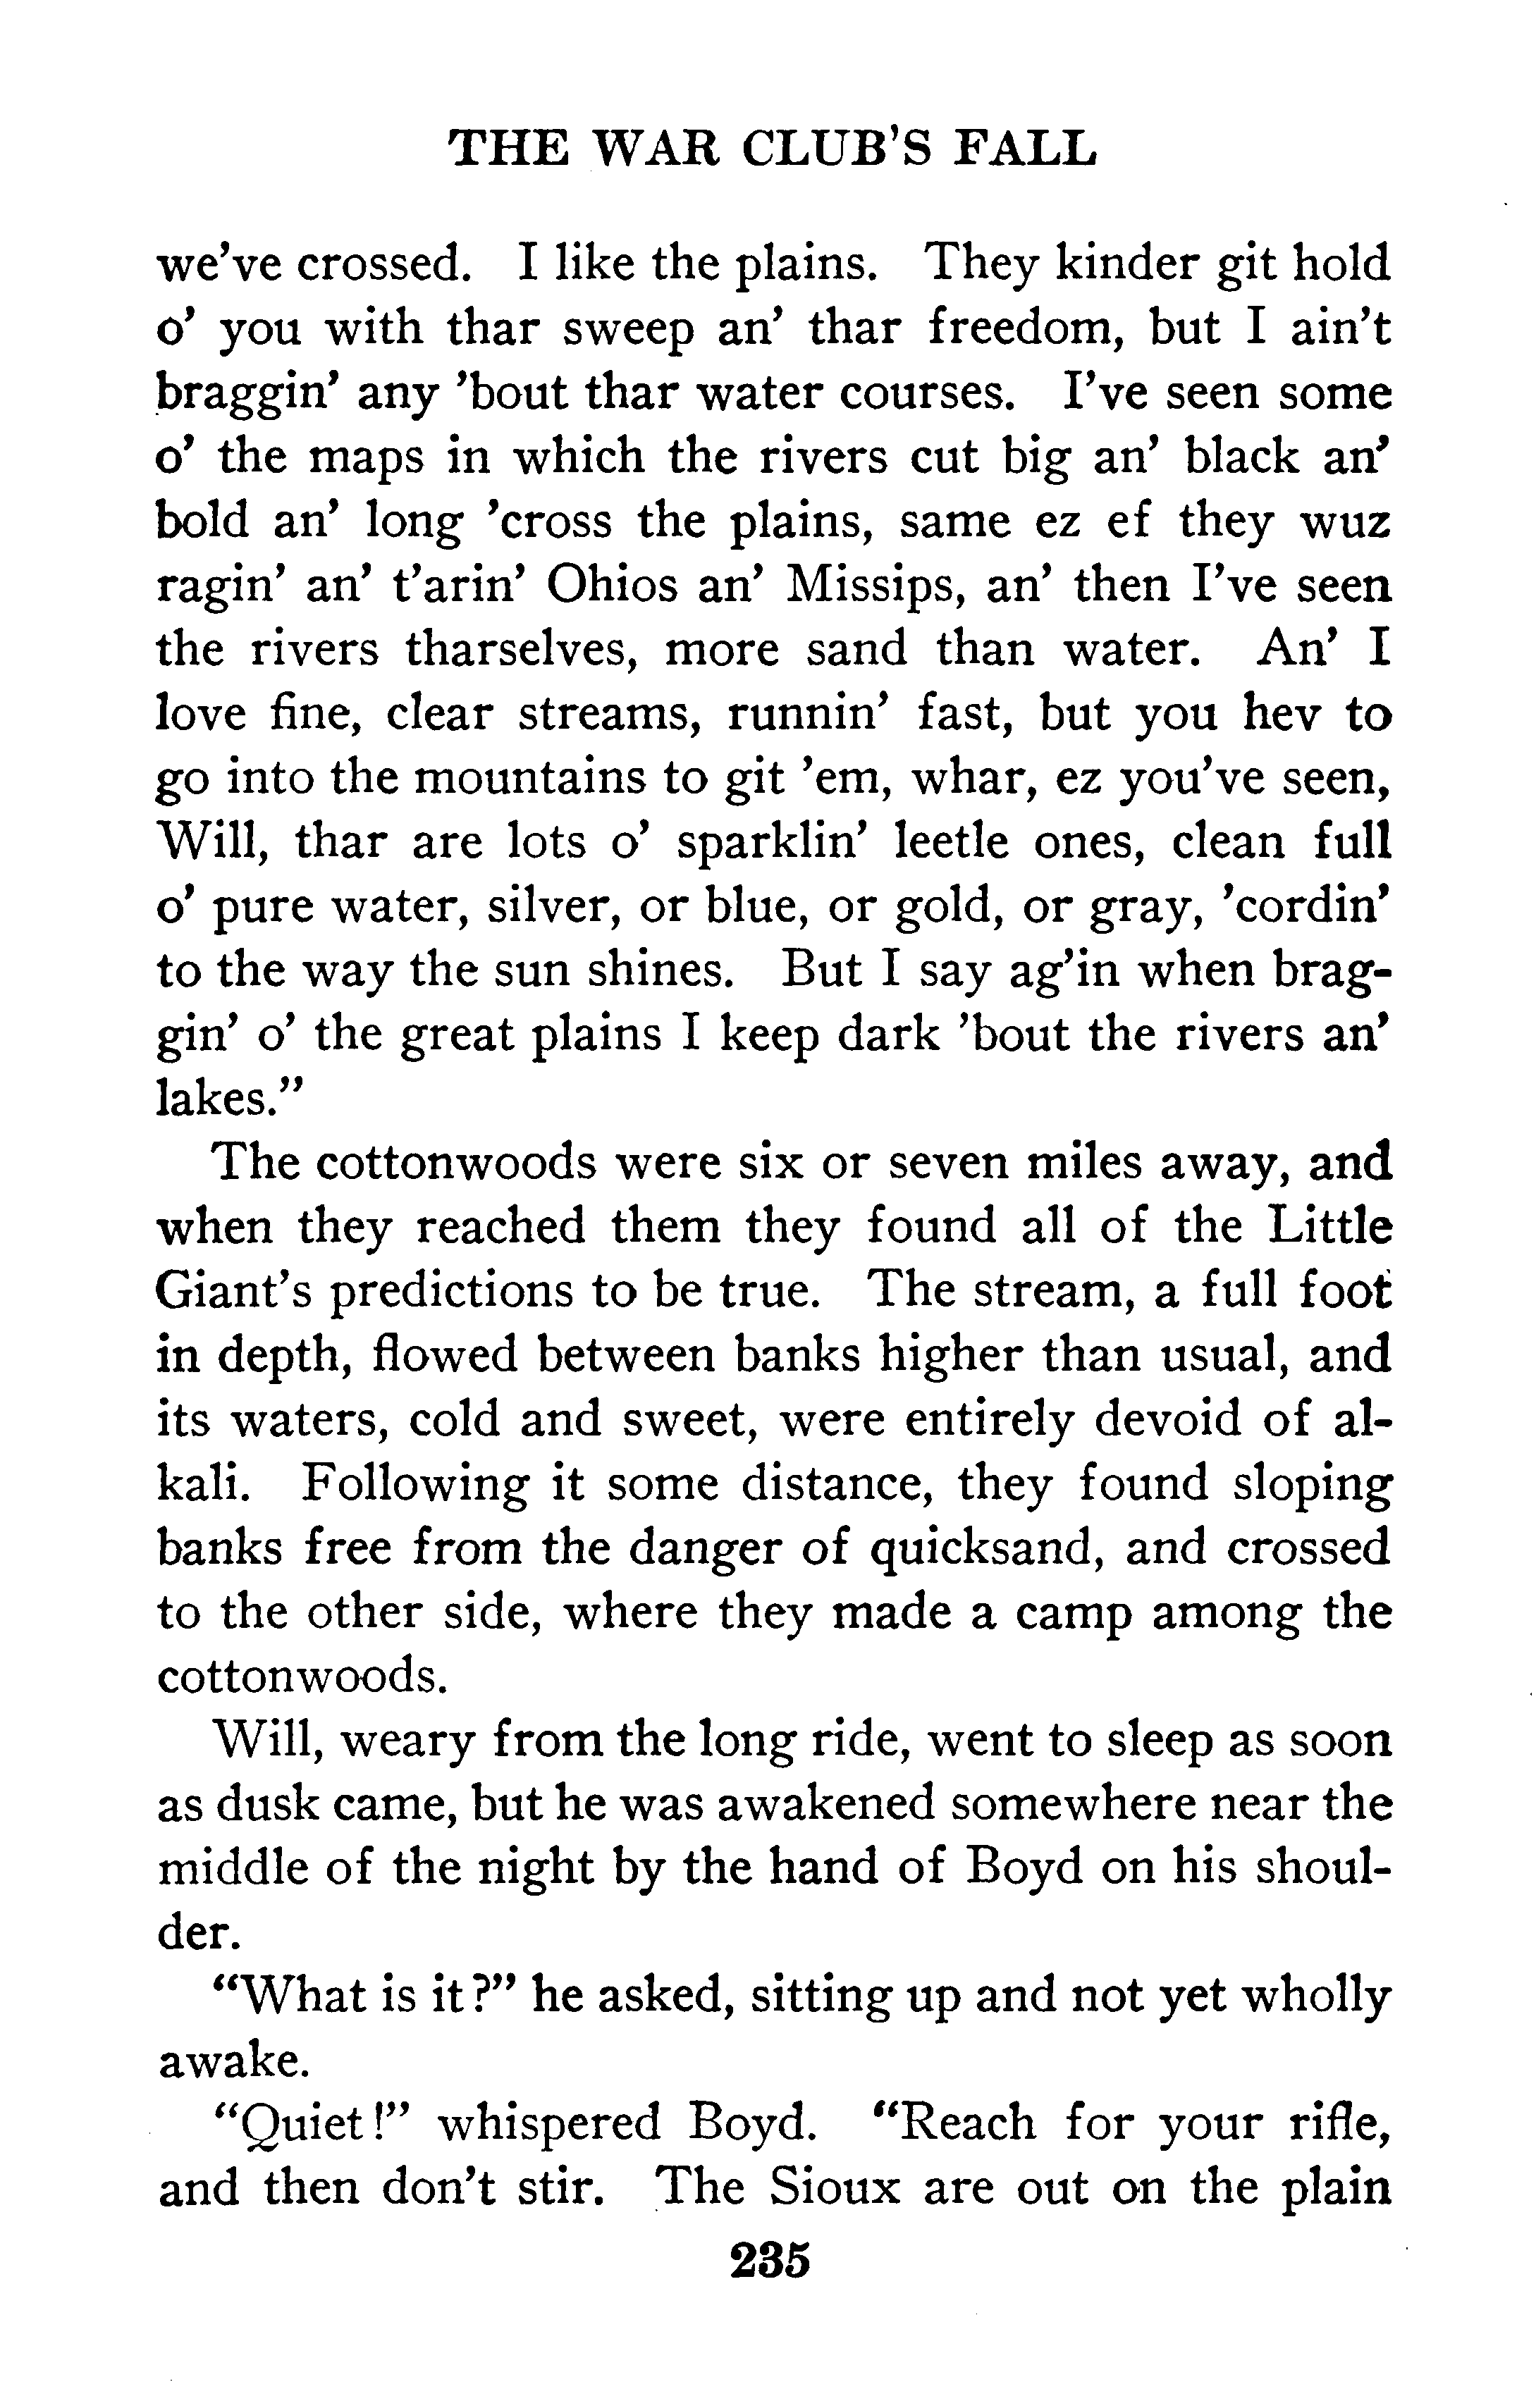 THE WAR CLUB'S FALL
we've crossed. I like the plains. They kinder git hold
o' you with thar sweep an' thar freedom, but I ain't
braggin' any 'bout thar water courses. I've seen some
o' the maps in which the rivers cut big an' black an'
bold an' long 'cross the plains, same ez ef they wuz
ragin' an' t'arin' Ohios an' Missips, an' then I've seen
the rivers tharselves, more sand than water. An' I
love fine, clear streams, runnin' fast, but you hev to
go into the mountains to git 'em, whar, ez you've seen,
Will, thar are lots o' sparklin' leetle ones, clean full
o' pure water, silver, or blue, or gold, or gray, 'cordin'
to the way the sun shines. But I say ag'in when brag-
gin' o' the great plains I keep dark 'bout the rivers an'
lakes."
The cottonwoods were six or seven miles away, and
when they reached them they found all of the Little
Giant's predictions to be true. The stream, a full foot
in depth, flowed between banks higher than usual, and
its waters, cold and sweet, were entirely devoid of al-
kali. Following it some distance, they found sloping
banks free from the danger of quicksand, and crossed
to the other side, where they made a camp among the
cottonwoods.
Will, weary from the long ride, went to sleep as soon
as dusk came, but he was awakened somewhere near the
middle of the night by the hand of Boyd on his shoul-
der.
"What is it?" he asked, sitting up and not yet wholly
awake.
"Quiet!" whispered Boyd. "Reach for your rifle,
and then don't stir. The Sioux are out on the plain
235